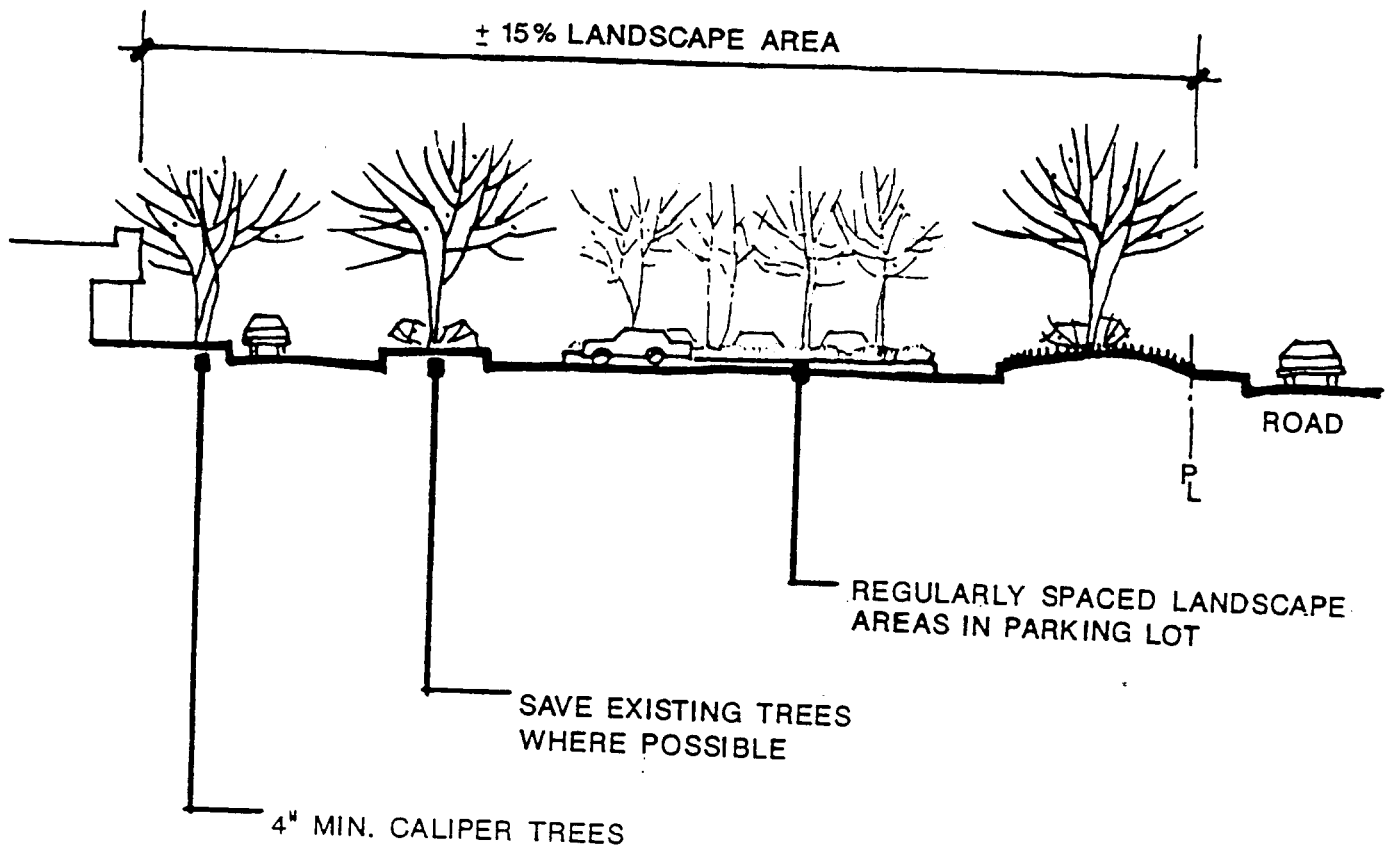 ± 15% LANDSCAPE AREA
ROAD
PL
REGULARLY SPACED LANDSCAPE
AREAS IN PARKING LOT
SAVE EXISTING TREES
WHERE POSSIBLE
4" MIN. CALIPER TREES